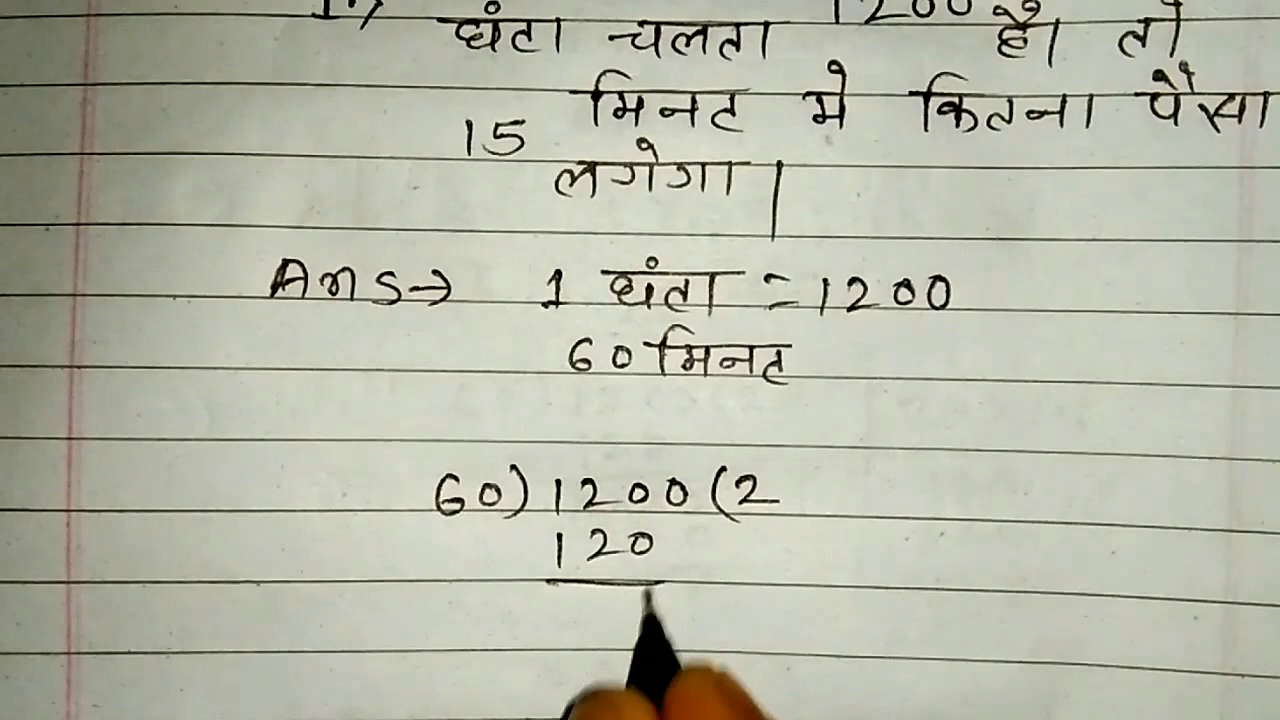 1200
घंटा चलता है। तो
15 मिनट मे कितना पैसा
लगेगा|
Ans→ 1 घंता = 1200
60 मिनट
60) 1200 (2
120